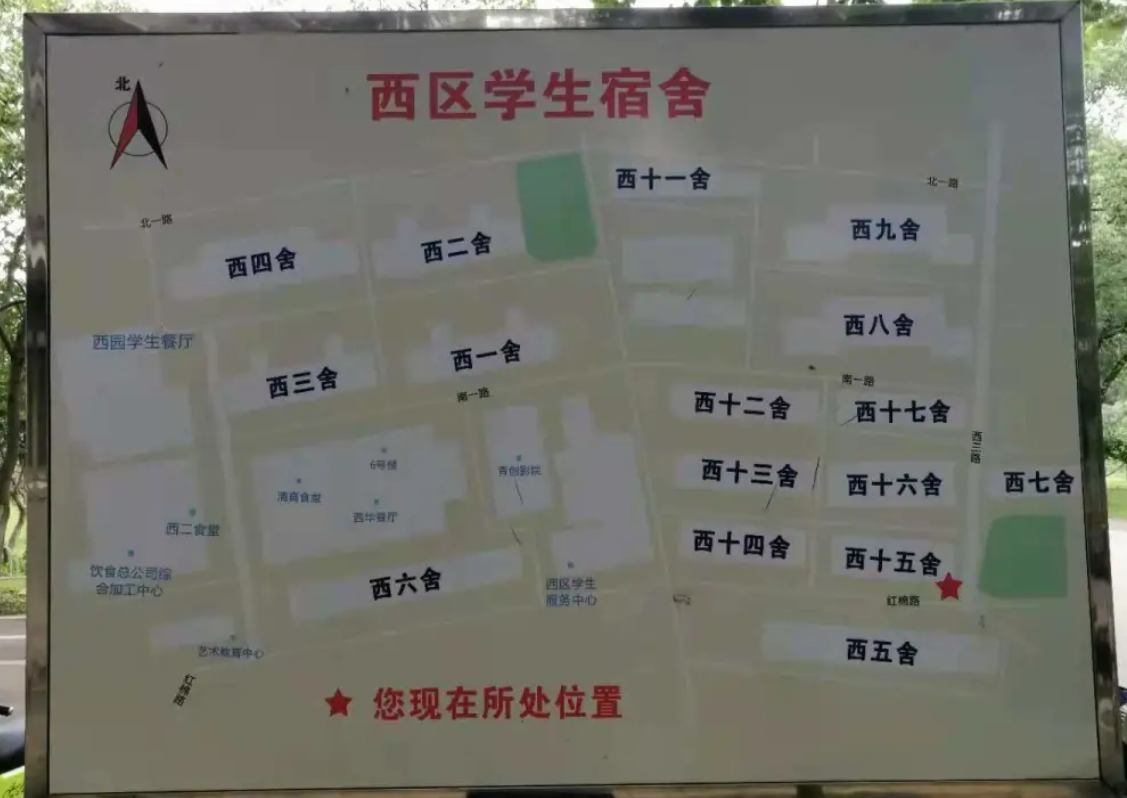 北
西区学生宿舍
西十一舍
北一路
北一路
西九舍
西二舍
西四舍
西八舍
西园学生餐厅
西一舍
西三舍
南一路
南一路
西十二舍
西十七舍
西三路
6号楼
青创影院
清真食堂
西华餐厅
西十三舍
西十六舍
西七舍
西二食堂
西十四舍
西十五舍
饮食总公司综
合加工中心
西六舍
西区学生
服务中心
红棉路
艺术教育中心
西五舍
红棉路
您现在所处位置